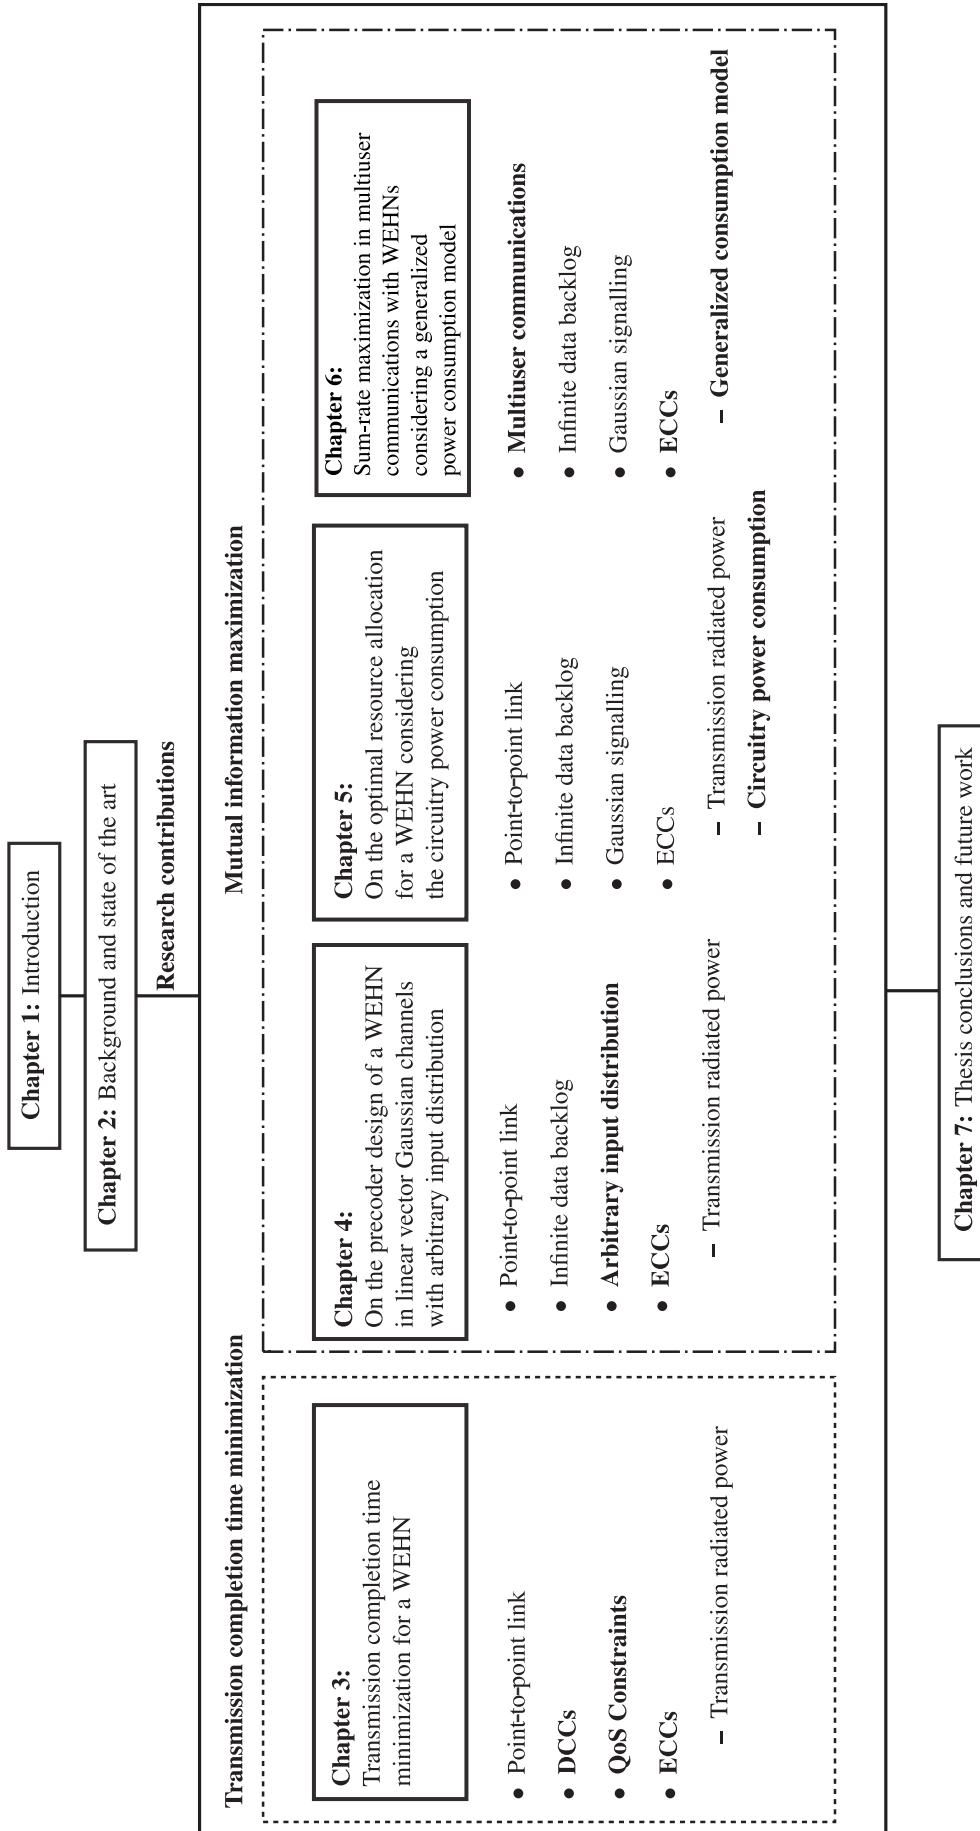 Chapter 1: Introduction
Chapter 2: Background and state of the art
Research contributions
Transmission completion time minimization
Chapter 3:
Transmission completion time
minimization for a WEHN
• Point-to-point link
• DCCs
• QoS Constraints
• ECCs
– Transmission radiated power
Mutual information maximization
Chapter 4:
On the precoder design of a WEHN
in linear vector Gaussian channels
with arbitrary input distribution
• Point-to-point link
• Infinite data backlog
• Arbitrary input distribution
• ECCs
– Transmission radiated power
Chapter 5:
On the optimal resource allocation
for a WEHN considering
the circuitry power consumption
• Point-to-point link
• Infinite data backlog
• Gaussian signalling
• ECCs
– Transmission radiated power
– Circuitry power consumption
Chapter 6:
Sum-rate maximization in multiuser
communications with WEHNs
considering a generalized
power consumption model
• Multiuser communications
• Infinite data backlog
• Gaussian signalling
• ECCs
– Generalized consumption model
Chapter 7: Thesis conclusions and future work